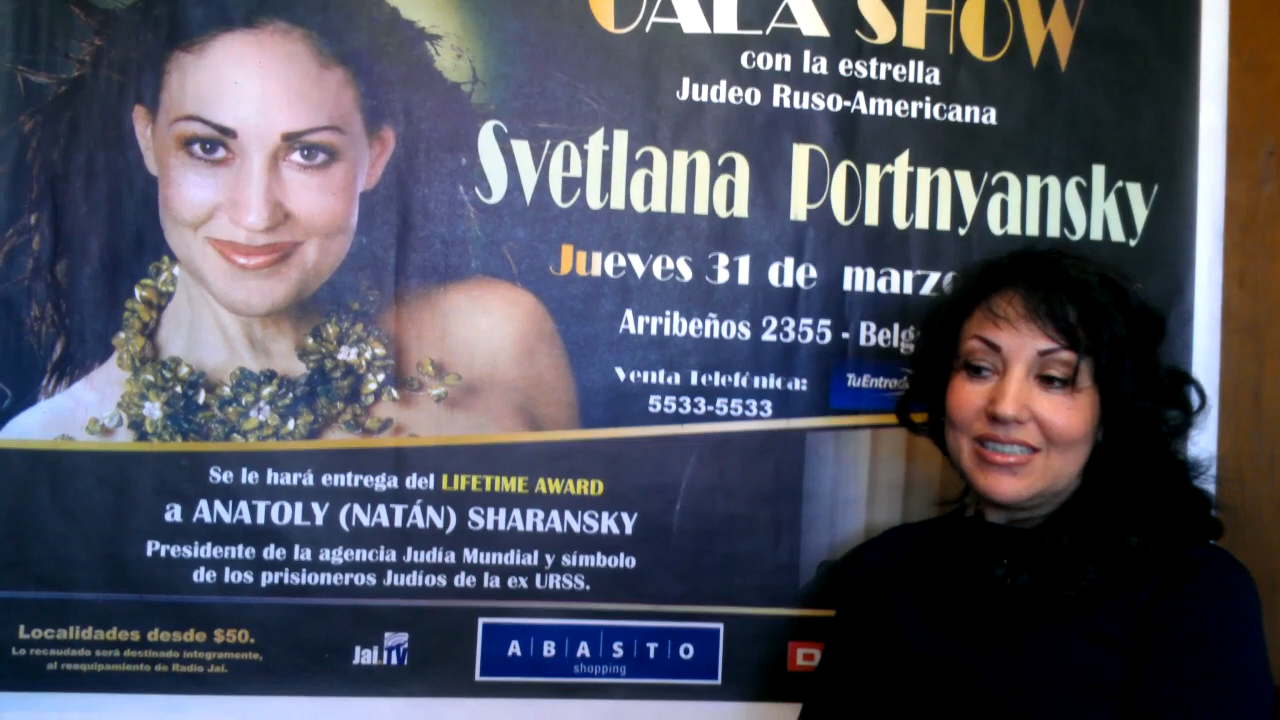 GALA SHOW
con la estrella
Judeo Ruso-Americana
Svetlana Portnyansky
Jueves 31 de marzo
Arribeños 2355 - Belg
Venta Telefónica:
5533-5533
TuEntrad
Se le hará entrega del LIFETIME AWARD
a ANATOLY (NATÁN) SHARANSKY
Presidente de la agencia Judía Mundial y símbolo
de los prisioneros Judíos de la ex URSS.
Localidades desde $50.
Lo recaudado será destinado íntegramente,
al reequipamiento de Radio Jai.
Jai.TV
ABASTO
shopping
D